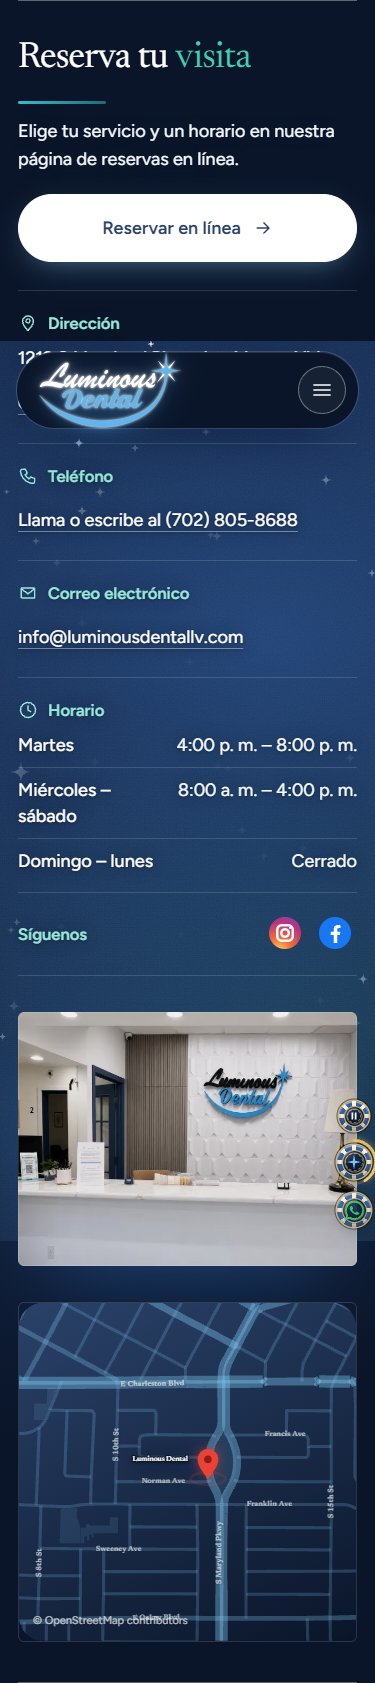 Reserva tu visita
Elige tu servicio y un horario en nuestra
página de reservas en línea.
Reservar en línea
Dirección
Luminous
Dental
Teléfono
Llama o escribe al (702) 805-8688
Correo electrónico
info@luminousdentallv.com
Horario
Martes 4:00 p. m. – 8:00 p. m.
Miércoles – 8:00 a. m. – 4:00 p. m.
sábado
Domingo – lunes Cerrado
Síguenos
Luminous
Dental
2
E Charleston Blvd
Francis Ave
S 10th St
Luminous Dental
Norman Ave
S 15th St
Franklin Ave
S Maryland Pkwy
Sweeney Ave
S 8th St
© OpenStreetMap contributors